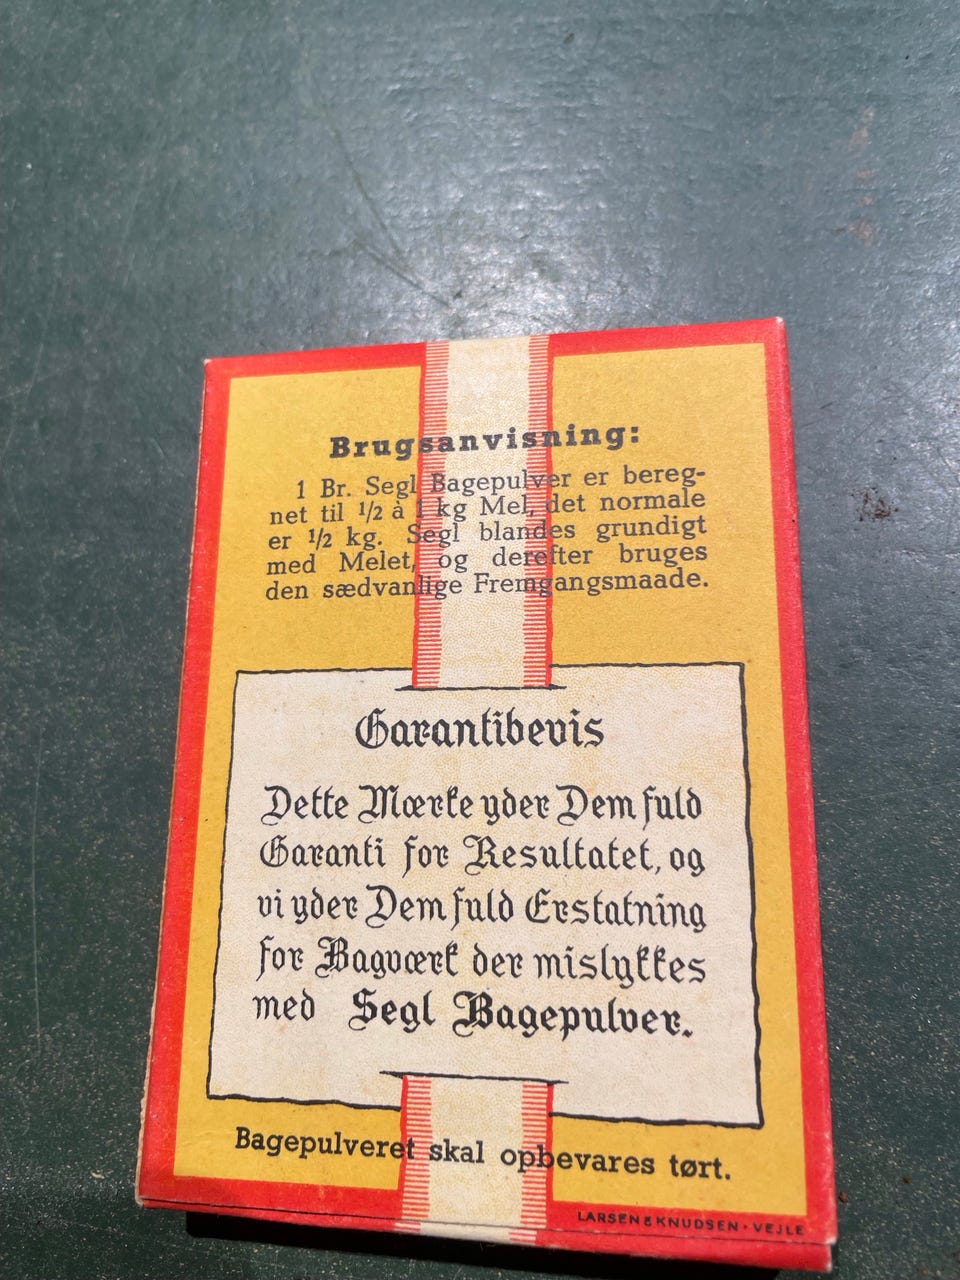 Brugsanvisning:
1 Br. Segl Bagepulver er bereg-
net til 1/2 à 1 kg Mel, det normale
er 1/2 kg. Segl blandes grundigt
med Melet, og derefter bruges
den sædvanlige Fremgangsmaade.
Garantibevis
Dette Mærke yder Dem fuld
Garanti for Resultatet, og
vi yder Dem fuld Erstatning
for Bagværk der mislykkes
med Segl Bagepulver.
Bagepulveret skal opbevares tørt.
LARSEN & KNUDSEN · VEJLE